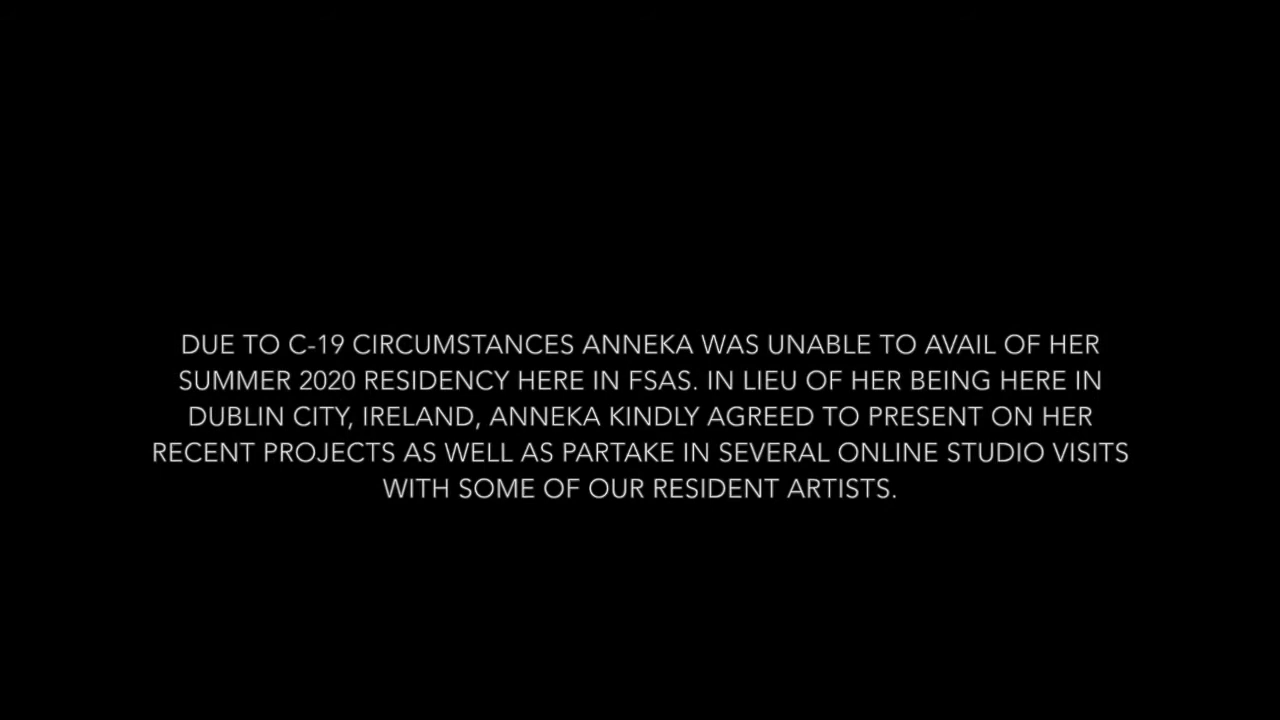 DUE TO C-19 CIRCUMSTANCES ANNEKA WAS UNABLE TO AVAIL OF HER
SUMMER 2020 RESIDENCY HERE IN FSAS. IN LIEU OF HER BEING HERE IN
DUBLIN CITY, IRELAND, ANNEKA KINDLY AGREED TO PRESENT ON HER
RECENT PROJECTS AS WELL AS PARTAKE IN SEVERAL ONLINE STUDIO VISITS
WITH SOME OF OUR RESIDENT ARTISTS.